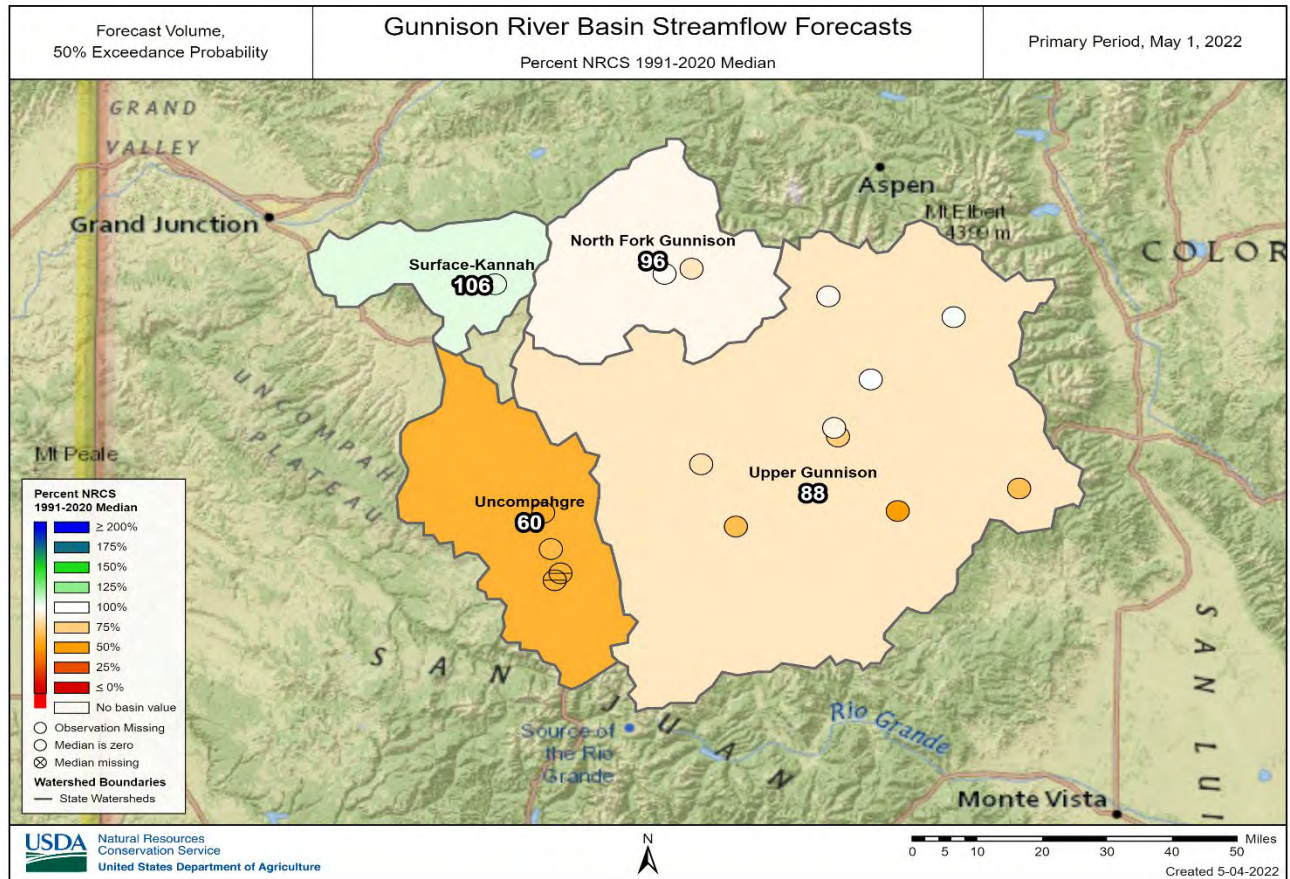 Forecast Volume,
50% Exceedance Probability
Gunnison River Basin Streamflow Forecasts
Percent NRCS 1991-2020 Median
Primary Period, May 1, 2022
GRAND
VALLEY
Grand Junction
Aspen
Mt Elbert
4399 m
COLOR
North Fork Gunnison
96
Surface-Kannah
106
UNCOMPAH
PLATEAU
Mt Peale
Upper Gunnison
88
Uncompahgre
60
SAN
JUAN
SAN LUI
Rio Grande
Source of
the Rio
Grande
Monte Vista
Percent NRCS
1991-2020 Median
≥ 200%
175%
150%
125%
100%
75%
50%
25%
≤ 0%
No basin value
Observation Missing
Median is zero
Median missing
Watershed Boundaries
State Watersheds
USDA
Natural Resources
Conservation Service
United States Department of Agriculture
N
Miles
0 5 10 20 30 40 50
Created 5-04-2022